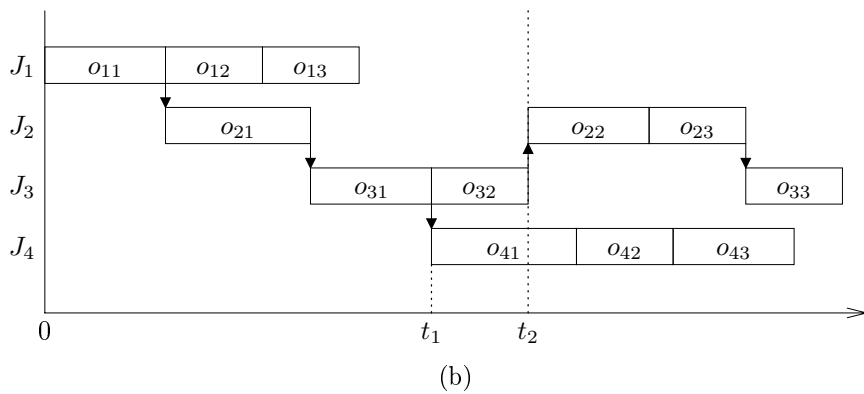 J₁ o₁₁ o₁₂ o₁₃
J₂ o₂₁ o₂₂ o₂₃
J₃ o₃₁ o₃₂ o₃₃
J₄ o₄₁ o₄₂ o₄₃
0 t₁ t₂
(b)